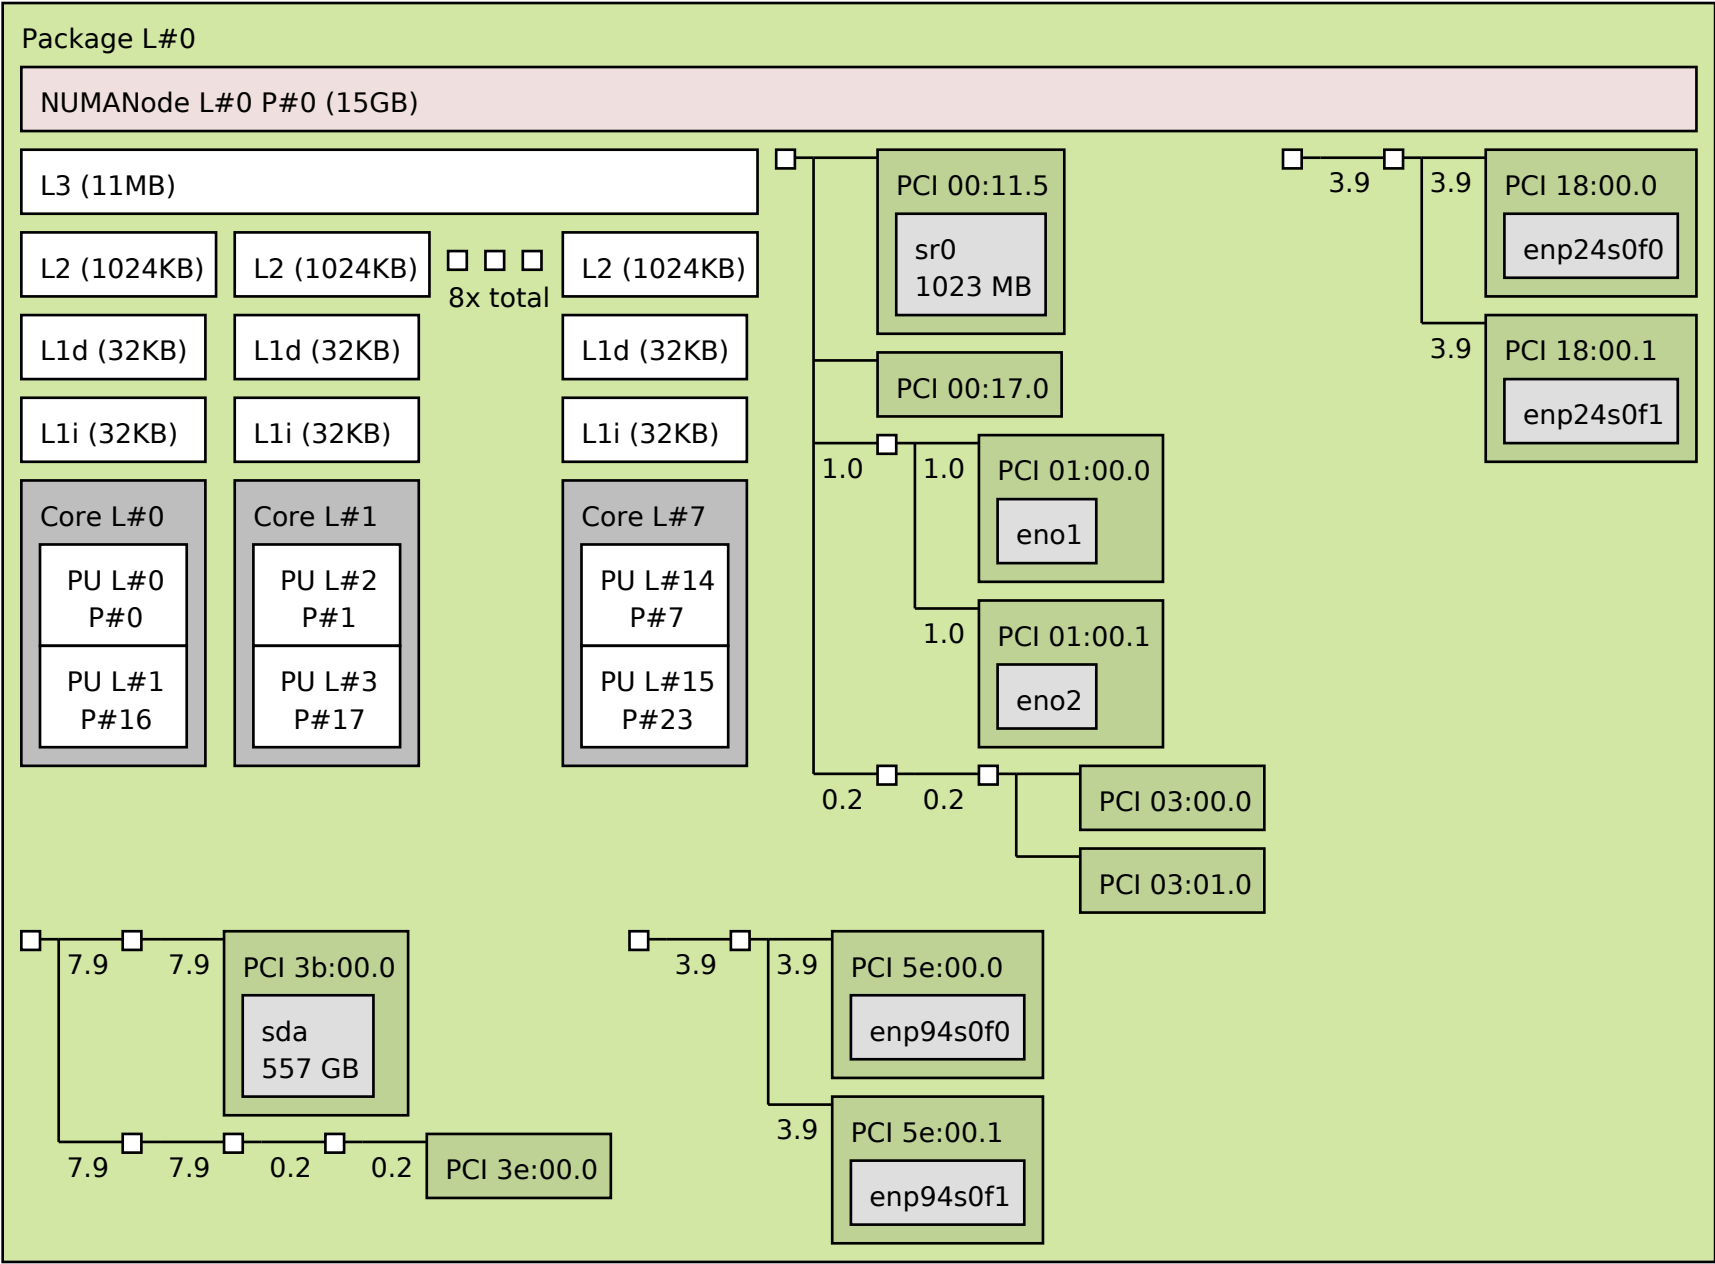 Package L#0
NUMANode L#0 P#0 (15GB)
L3 (11MB)
L2 (1024KB)
L2 (1024KB)
8x total
L2 (1024KB)
L1d (32KB)
L1d (32KB)
L1d (32KB)
L1i (32KB)
L1i (32KB)
L1i (32KB)
Core L#0
PU L#0
P#0
PU L#1
P#16
Core L#1
PU L#2
P#1
PU L#3
P#17
Core L#7
PU L#14
P#7
PU L#15
P#23
PCI 00:11.5
sr0
1023 MB
PCI 00:17.0
1.0
1.0
PCI 01:00.0
eno1
1.0
PCI 01:00.1
eno2
0.2
0.2
PCI 03:00.0
PCI 03:01.0
3.9
3.9
PCI 18:00.0
enp24s0f0
3.9
PCI 18:00.1
enp24s0f1
7.9
7.9
PCI 3b:00.0
sda
557 GB
7.9
7.9
0.2
0.2
PCI 3e:00.0
3.9
3.9
PCI 5e:00.0
enp94s0f0
3.9
PCI 5e:00.1
enp94s0f1